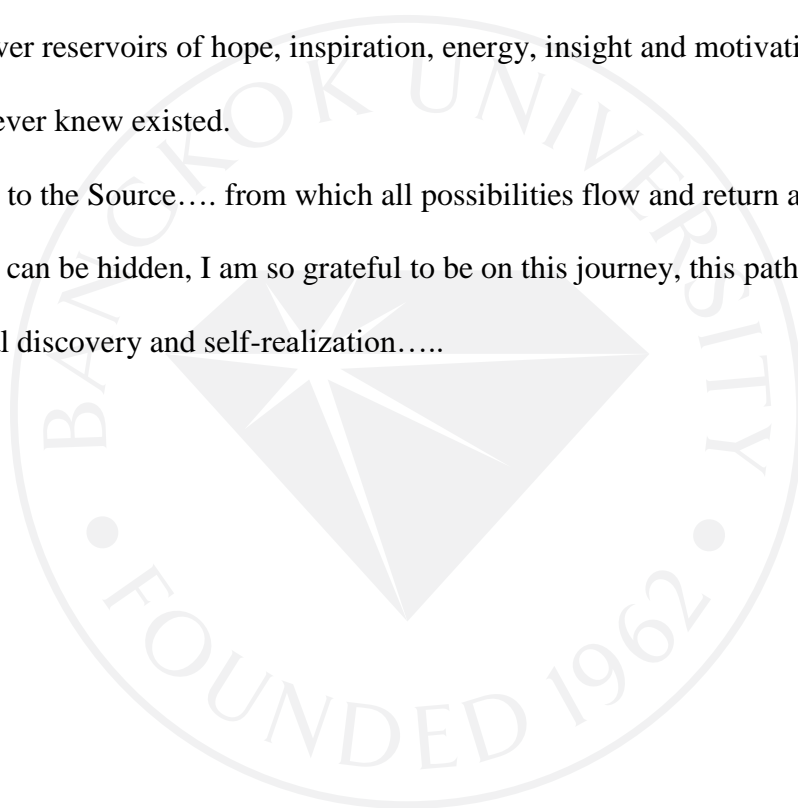 ver reservoirs of hope, inspiration, energy, insight and motivati
ever knew existed.
to the Source…. from which all possibilities flow and return a
can be hidden, I am so grateful to be on this journey, this path
l discovery and self-realization…..
BANGKOK UNIVERSITY
FOUNDED 1962